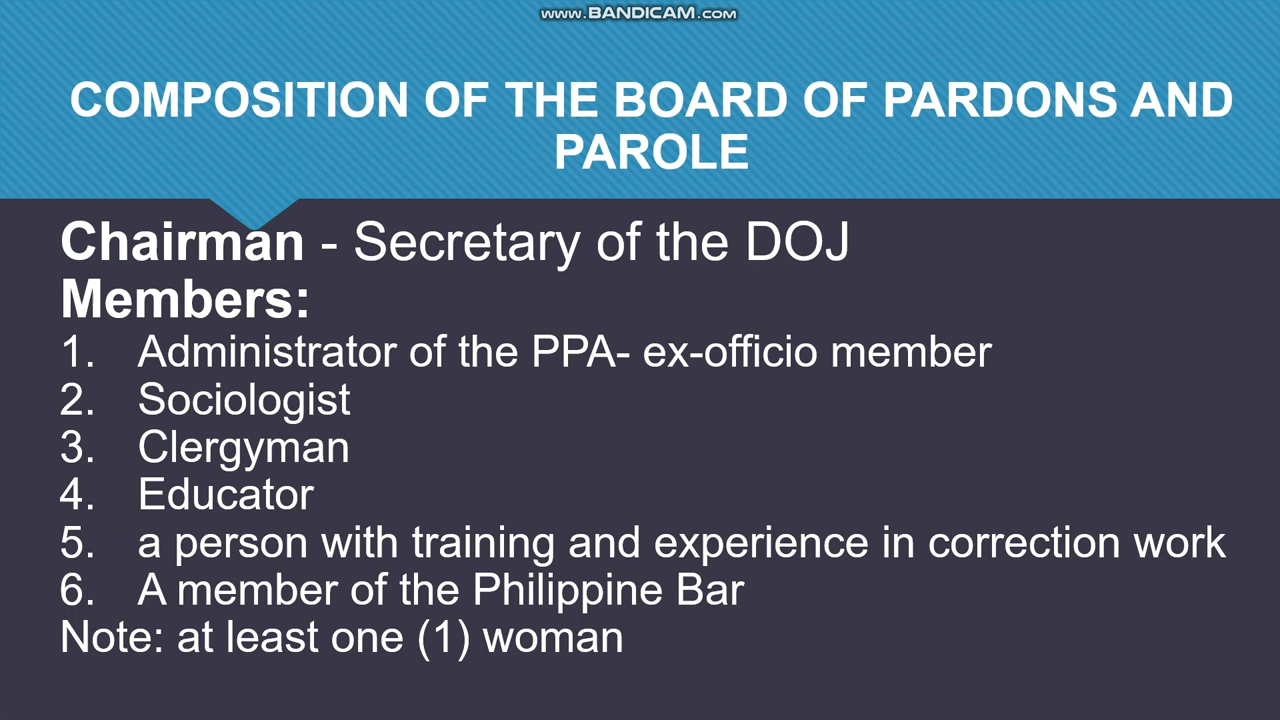 www.BANDICAM.com
COMPOSITION OF THE BOARD OF PARDONS AND
PAROLE
Chairman - Secretary of the DOJ
Members:
1. Administrator of the PPA- ex-officio member
2. Sociologist
3. Clergyman
4. Educator
5. a person with training and experience in correction work
6. A member of the Philippine Bar
Note: at least one (1) woman